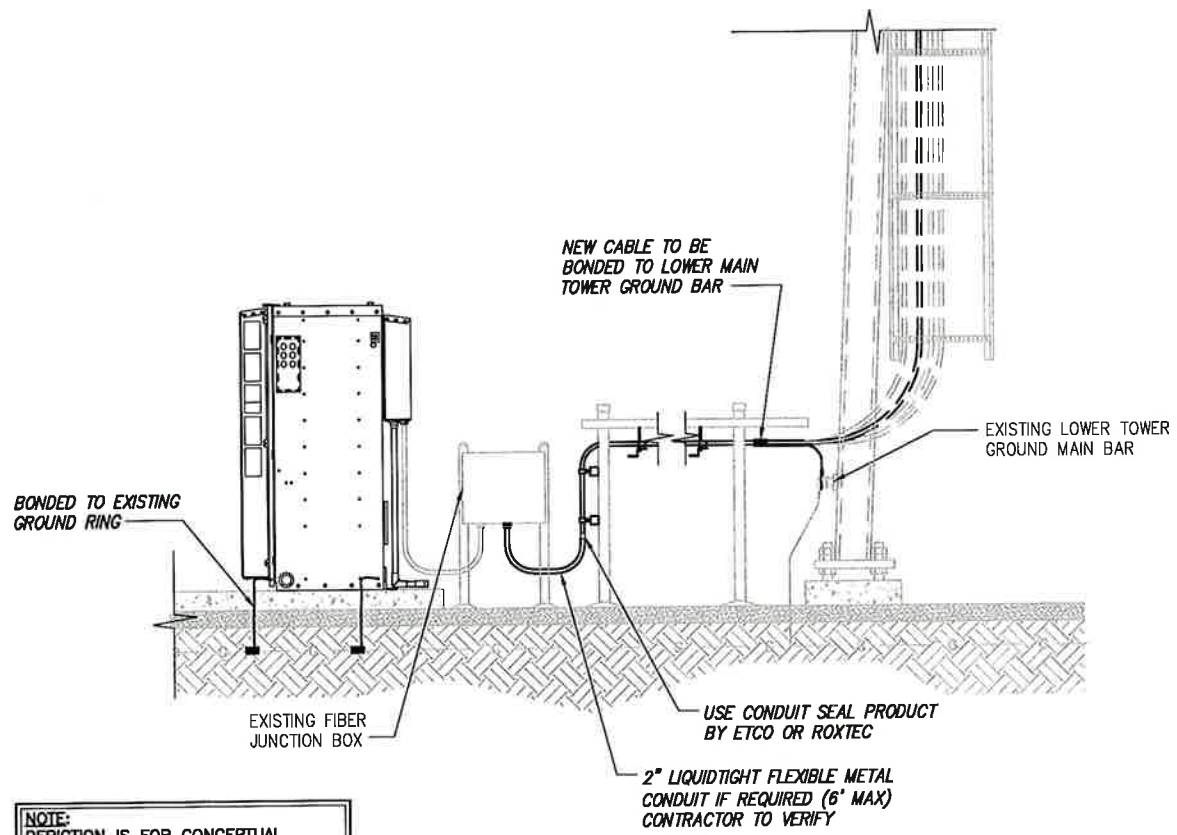 NEW CABLE TO BE
BONDED TO LOWER MAIN
TOWER GROUND BAR
EXISTING LOWER TOWER
GROUND MAIN BAR
BONDED TO EXISTING
GROUND RING
EXISTING FIBER
JUNCTION BOX
USE CONDUIT SEAL PRODUCT
BY ETCO OR ROXTEC
2" LIQUIDTIGHT FLEXIBLE METAL
CONDUIT IF REQUIRED (6' MAX)
CONTRACTOR TO VERIFY
NOTE:
DEPICTION IS FOR CONCEPTUAL